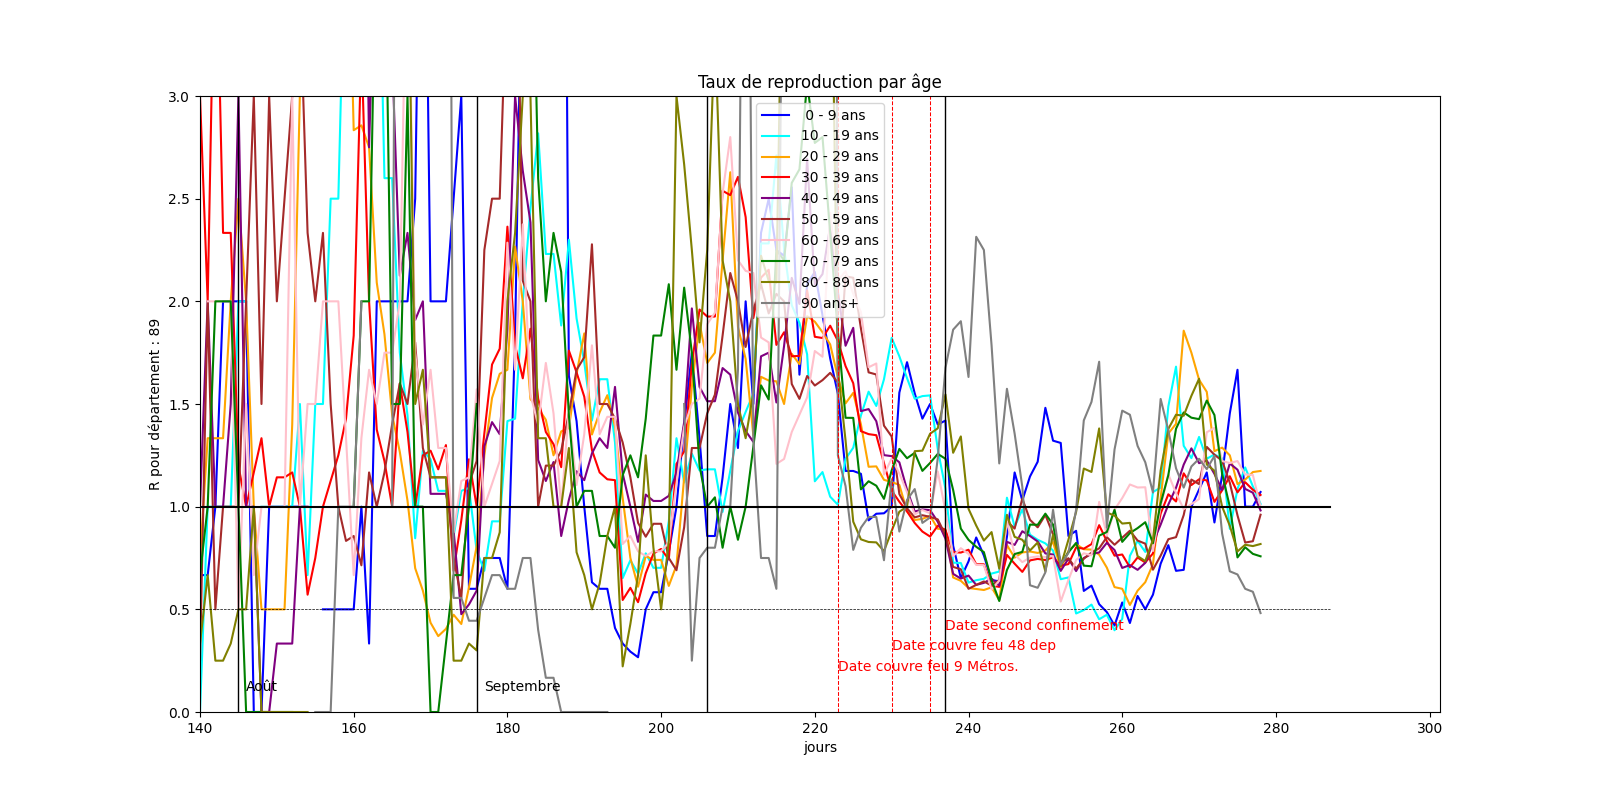 Taux de reproduction par âge
R pour département : 89
3.0
2.5
2.0
1.5
1.0
0.5
0.0
0 - 9 ans
10 - 19 ans
20 - 29 ans
30 - 39 ans
40 - 49 ans
50 - 59 ans
60 - 69 ans
70 - 79 ans
80 - 89 ans
90 ans+
Date second confinement
Date couvre feu 48 dep
Date couvre feu 9 Métros.
Août
Septembre
140 160 180 200 220 240 260 280 300
jours